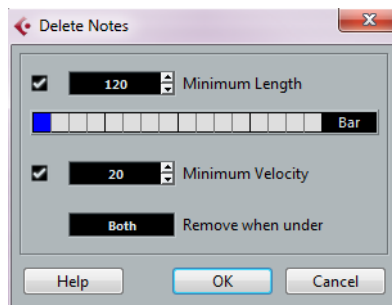 Delete Notes
120 Minimum Length
Bar
20 Minimum Velocity
Both Remove when under
Help OK Cancel